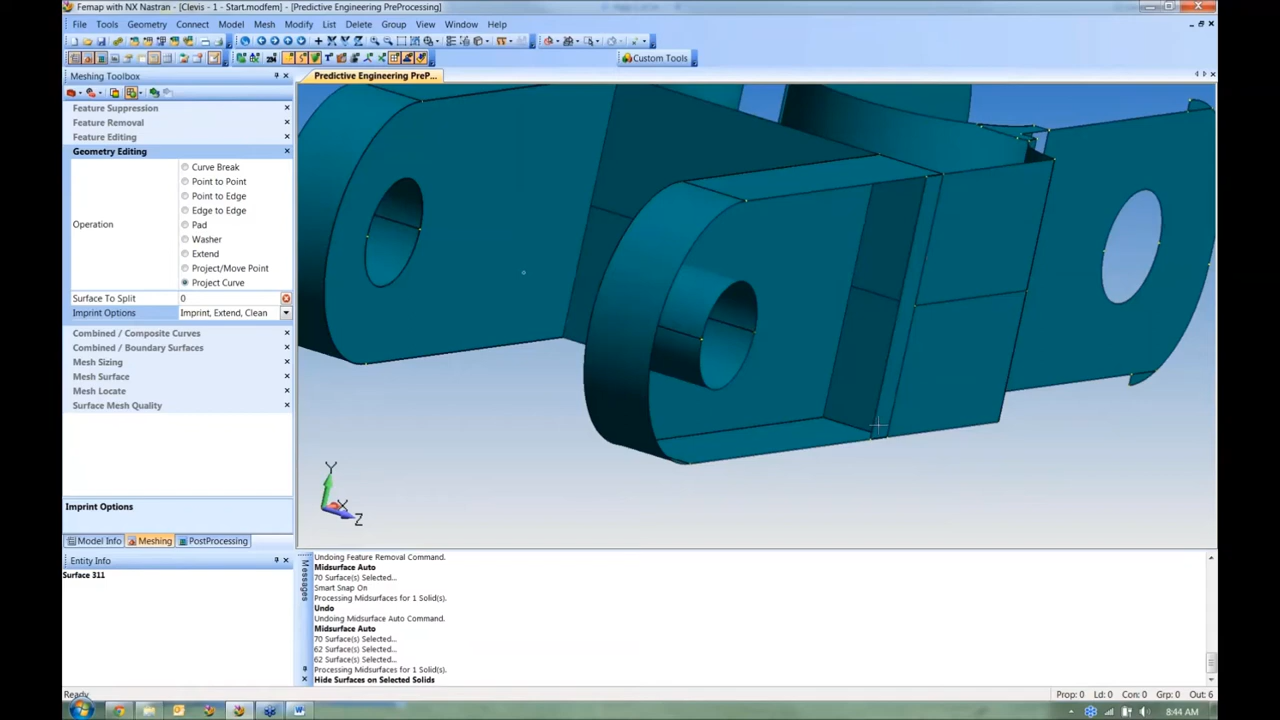 Femap with NX Nastran - [Clevis - 1 - Start.modfem] - [Predictive Engineering PreProcessing]
File Tools Geometry Connect Model Mesh Modify List Delete Group View Window Help
Custom Tools
Meshing Toolbox
Predictive Engineering PreP...
Feature Suppression
Feature Removal
Feature Editing
Geometry Editing
Operation
Curve Break
Point to Point
Point to Edge
Edge to Edge
Pad
Washer
Extend
Project/Move Point
Project Curve
Surface To Split 0
Imprint Options Imprint, Extend, Clean
Combined / Composite Curves
Combined / Boundary Surfaces
Mesh Sizing
Mesh Surface
Mesh Locate
Surface Mesh Quality
Y
X
Z
Imprint Options
Model Info Meshing PostProcessing
Entity Info
Surface 311
Messages
Undoing Feature Removal Command.
Midsurface Auto
70 Surface(s) Selected...
Smart Snap On
Processing Midsurfaces for 1 Solid(s).
Undo
Undoing Midsurface Auto Command.
Midsurface Auto
70 Surface(s) Selected...
62 Surface(s) Selected...
62 Surface(s) Selected...
Processing Midsurfaces for 1 Solid(s).
Hide Surfaces on Selected Solids
Ready
Prop: 0 Ld: 0 Con: 0 Grp: 0 Out: 6
8:44 AM